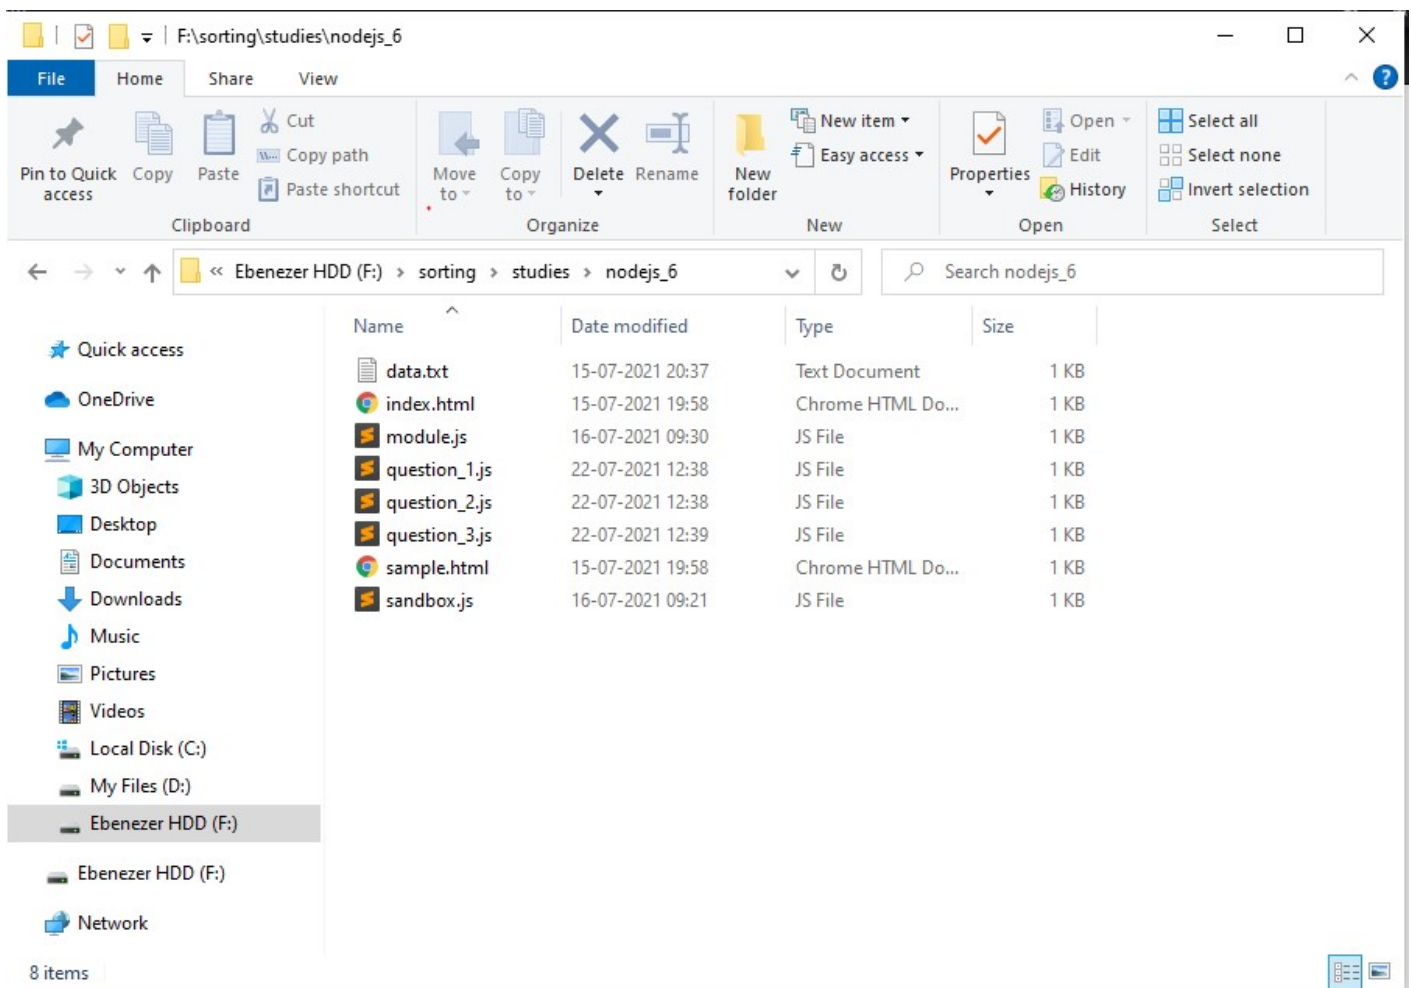 F:\sorting\studies\nodejs_6
File Home Share View
Pin to Quick access
Copy
Paste
Cut
Copy path
Paste shortcut
Clipboard
Move to
Copy to
Delete
Rename
Organize
New folder
New item
Easy access
New
Properties
Open
Edit
History
Open
Select all
Select none
Invert selection
Select
« Ebenezer HDD (F:) › sorting › studies › nodejs_6
Search nodejs_6
Quick access
OneDrive
My Computer
3D Objects
Desktop
Documents
Downloads
Music
Pictures
Videos
Local Disk (C:)
My Files (D:)
Ebenezer HDD (F:)
Ebenezer HDD (F:)
Network
Name Date modified Type Size
data.txt 15-07-2021 20:37 Text Document 1 KB
index.html 15-07-2021 19:58 Chrome HTML Do... 1 KB
module.js 16-07-2021 09:30 JS File 1 KB
question_1.js 22-07-2021 12:38 JS File 1 KB
question_2.js 22-07-2021 12:38 JS File 1 KB
question_3.js 22-07-2021 12:39 JS File 1 KB
sample.html 15-07-2021 19:58 Chrome HTML Do... 1 KB
sandbox.js 16-07-2021 09:21 JS File 1 KB
8 items